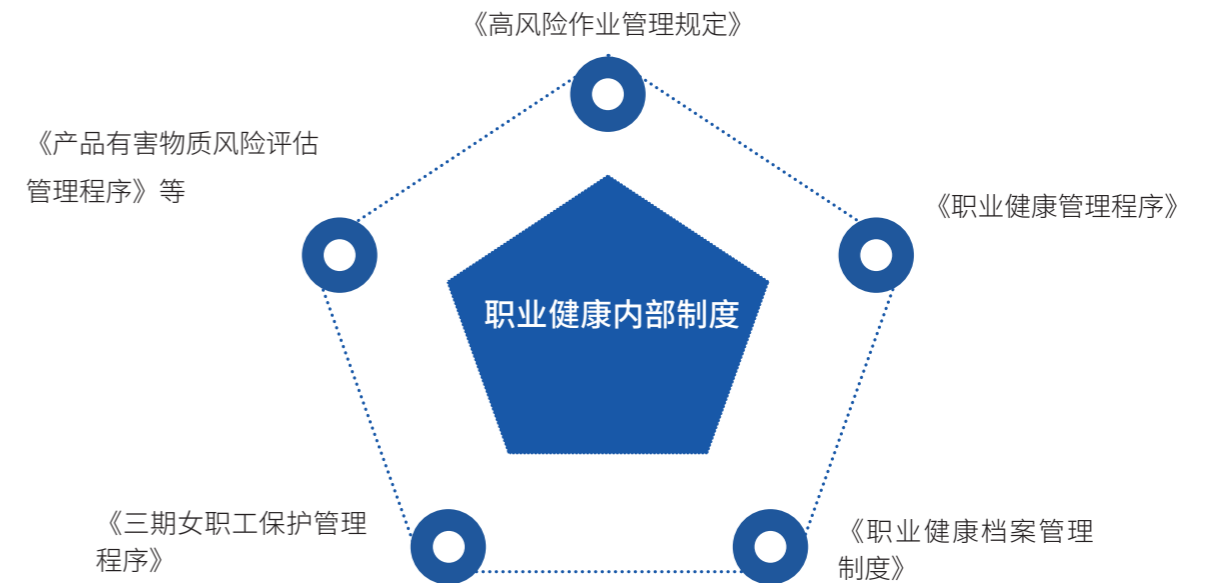 《高风险作业管理规定》
《产品有害物质风险评估
管理程序》等
《职业健康管理程序》
职业健康内部制度
《三期女职工保护管理
程序》
《职业健康档案管理
制度》